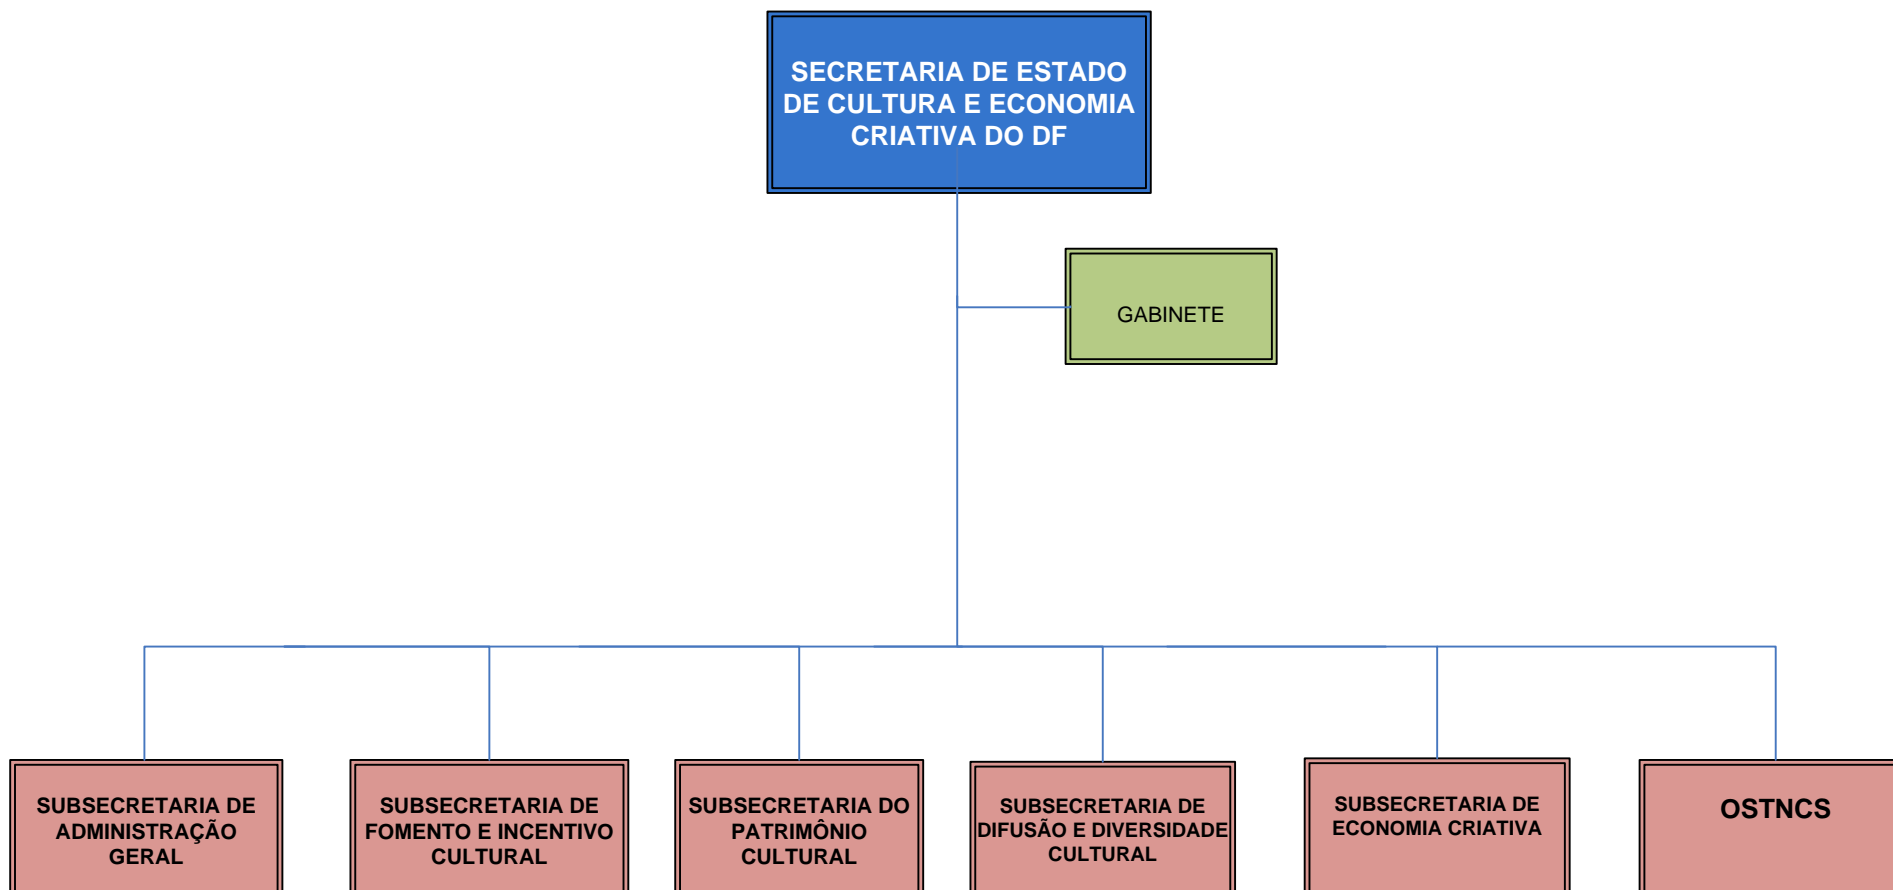 SECRETARIA DE ESTADO
DE CULTURA E ECONOMIA
CRIATIVA DO DF
GABINETE
SUBSECRETARIA DE
ADMINISTRAÇÃO
GERAL
SUBSECRETARIA DE
FOMENTO E INCENTIVO
CULTURAL
SUBSECRETARIA DO
PATRIMÔNIO
CULTURAL
SUBSECRETARIA DE
DIFUSÃO E DIVERSIDADE
CULTURAL
SUBSECRETARIA DE
ECONOMIA CRIATIVA
OSTNCS